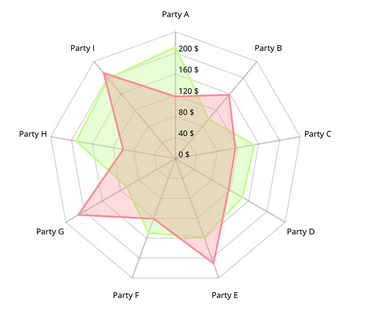 Party A
Party I
Party B
200 $
160 $
120 $
80 $
Party H
Party C
40 $
0 $
Party G
Party D
Party F
Party E